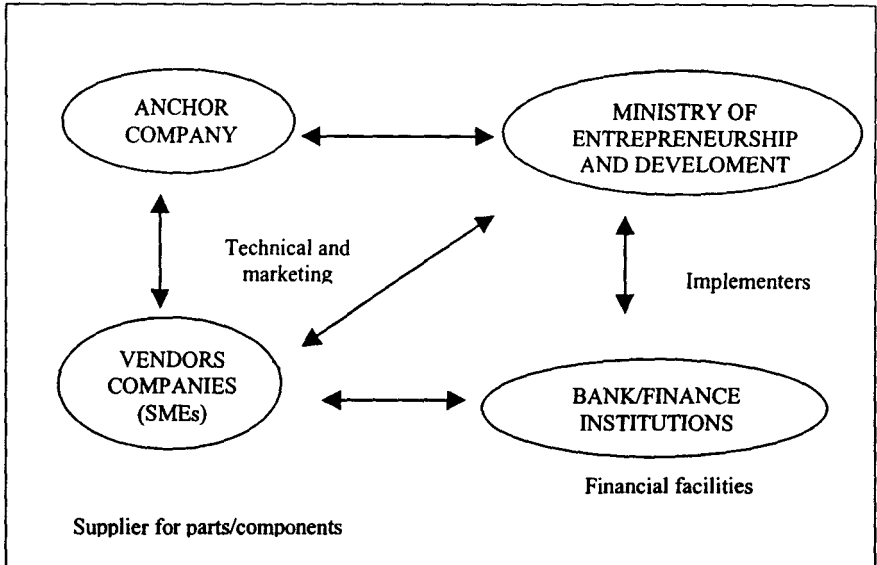 ANCHOR
COMPANY
MINISTRY OF
ENTREPRENEURSHIP
AND DEVELOMENT
Technical and
marketing
Implementers
VENDORS
COMPANIES
(SMEs)
BANK/FINANCE
INSTITUTIONS
Financial facilities
Supplier for parts/components